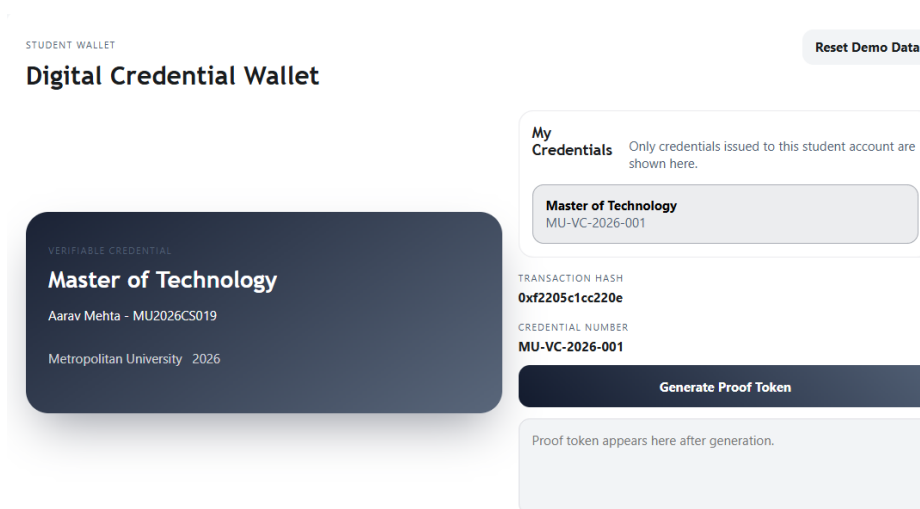 STUDENT WALLET
Digital Credential Wallet
Reset Demo Data
VERIFIABLE CREDENTIAL
Master of Technology
Aarav Mehta - MU2026CS019
Metropolitan University 2026
My
Credentials
Only credentials issued to this student account are
shown here.
Master of Technology
MU-VC-2026-001
TRANSACTION HASH
0xf2205c1cc220e
CREDENTIAL NUMBER
MU-VC-2026-001
Generate Proof Token
Proof token appears here after generation.